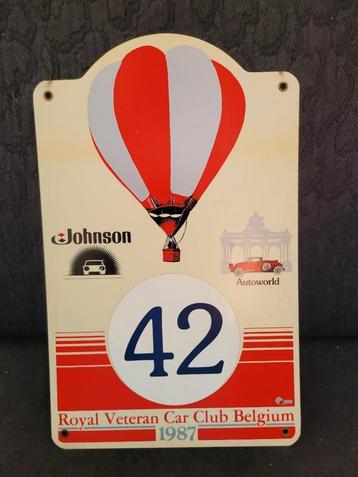 Johnson
Autoworld
42
Royal Veteran Car Club Belgium
1987